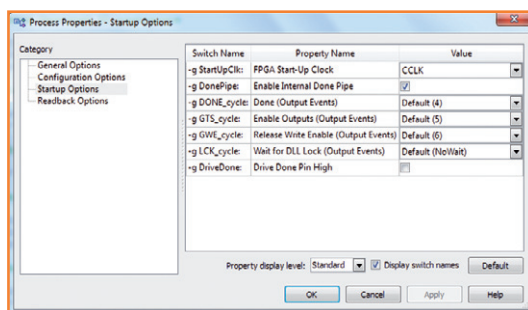 Process Properties - Startup Options
Category
General Options
Configuration Options
Startup Options
Readback Options
Switch Name Property Name Value
-g StartUpClk: FPGA Start-Up Clock CCLK
-g DonePipe: Enable Internal Done Pipe
-g DONE_cycle: Done (Output Events) Default (4)
-g GTS_cycle: Enable Outputs (Output Events) Default (5)
-g GWE_cycle: Release Write Enable (Output Events) Default (6)
-g LCK_cycle: Wait for DLL Lock (Output Events) Default (NoWait)
-g DriveDone: Drive Done Pin High
Property display level: Standard Display switch names Default
OK Cancel Apply Help